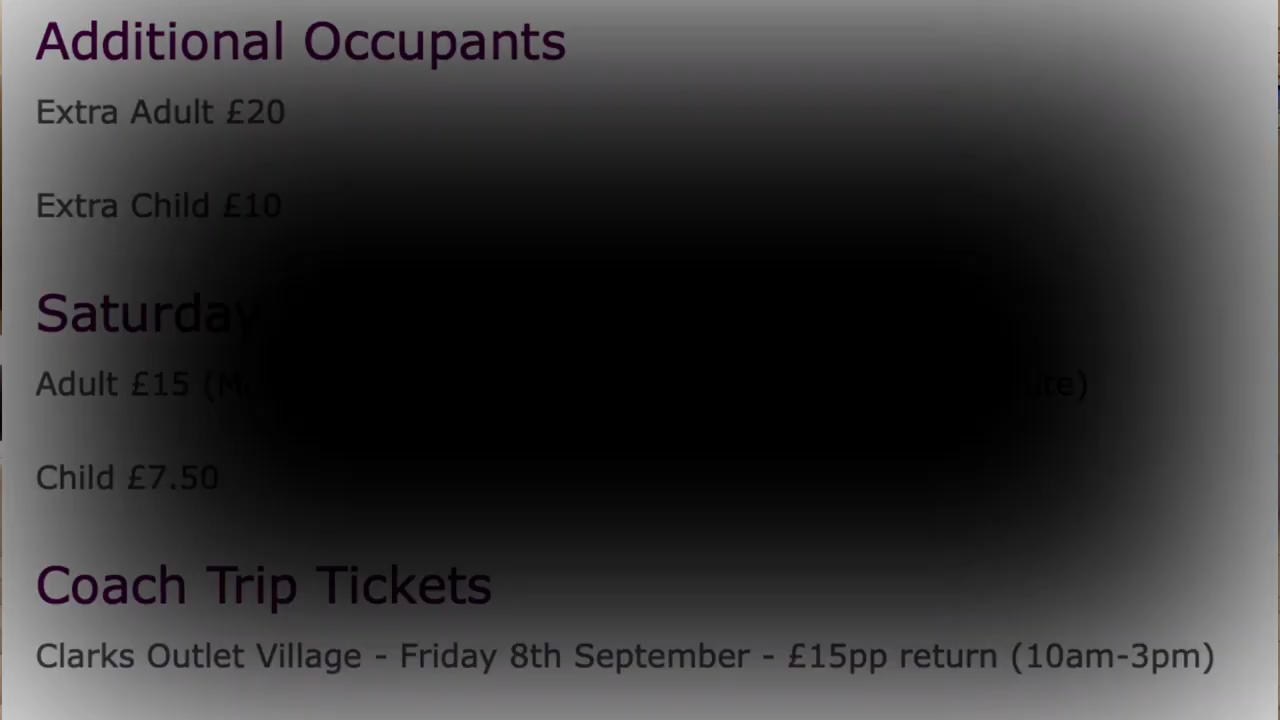 Additional Occupants
Extra Adult £20
Extra Child £10
Saturday
Adult £15
Child £7.50
Coach Trip Tickets
Clarks Outlet Village - Friday 8th September - £15pp return (10am-3pm)